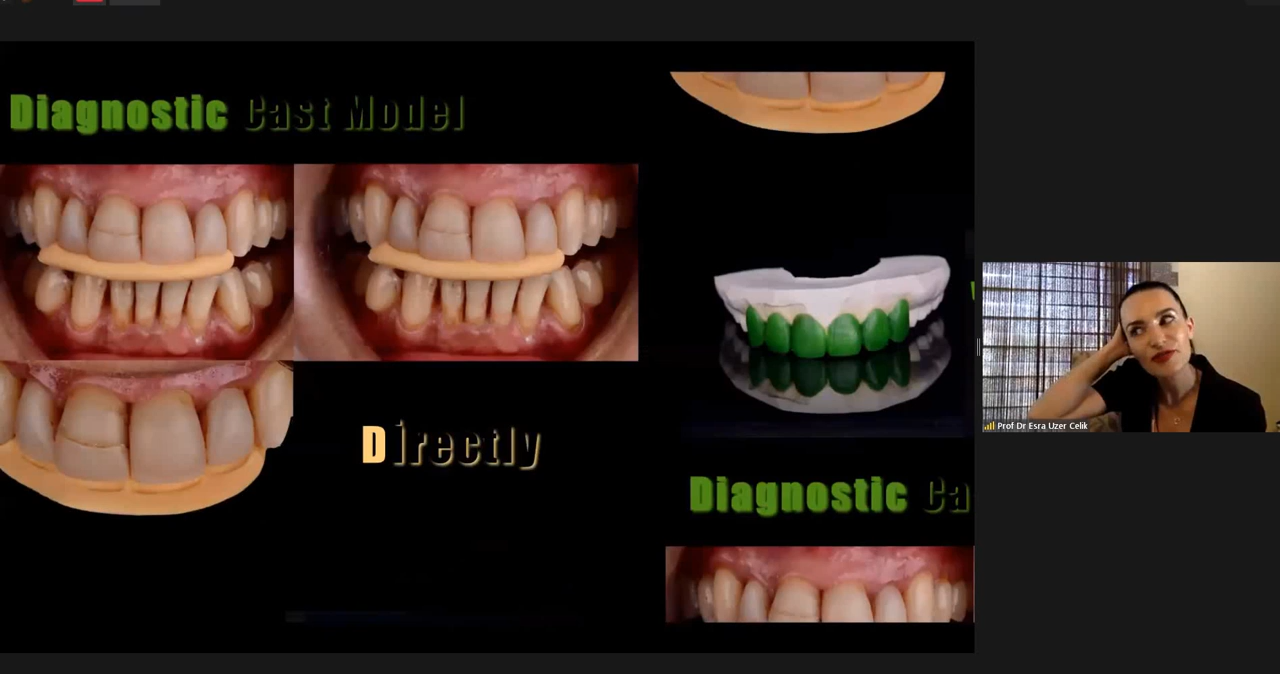 Diagnostic Cast Model
Directly
Diagnostic Ca
Prof Dr Esra Uzer Celik